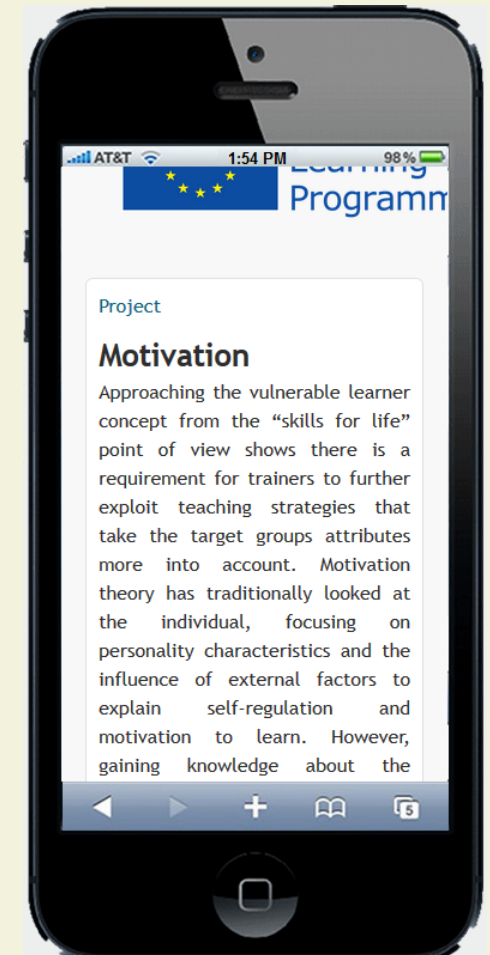 AT&T 1:54 PM 98%
Learning
Programm
Project
Motivation
Approaching the vulnerable learner
concept from the “skills for life”
point of view shows there is a
requirement for trainers to further
exploit teaching strategies that
take the target groups attributes
more into account. Motivation
theory has traditionally looked at
the individual, focusing on
personality characteristics and the
influence of external factors to
explain self-regulation and
motivation to learn. However,
gaining knowledge about the
5